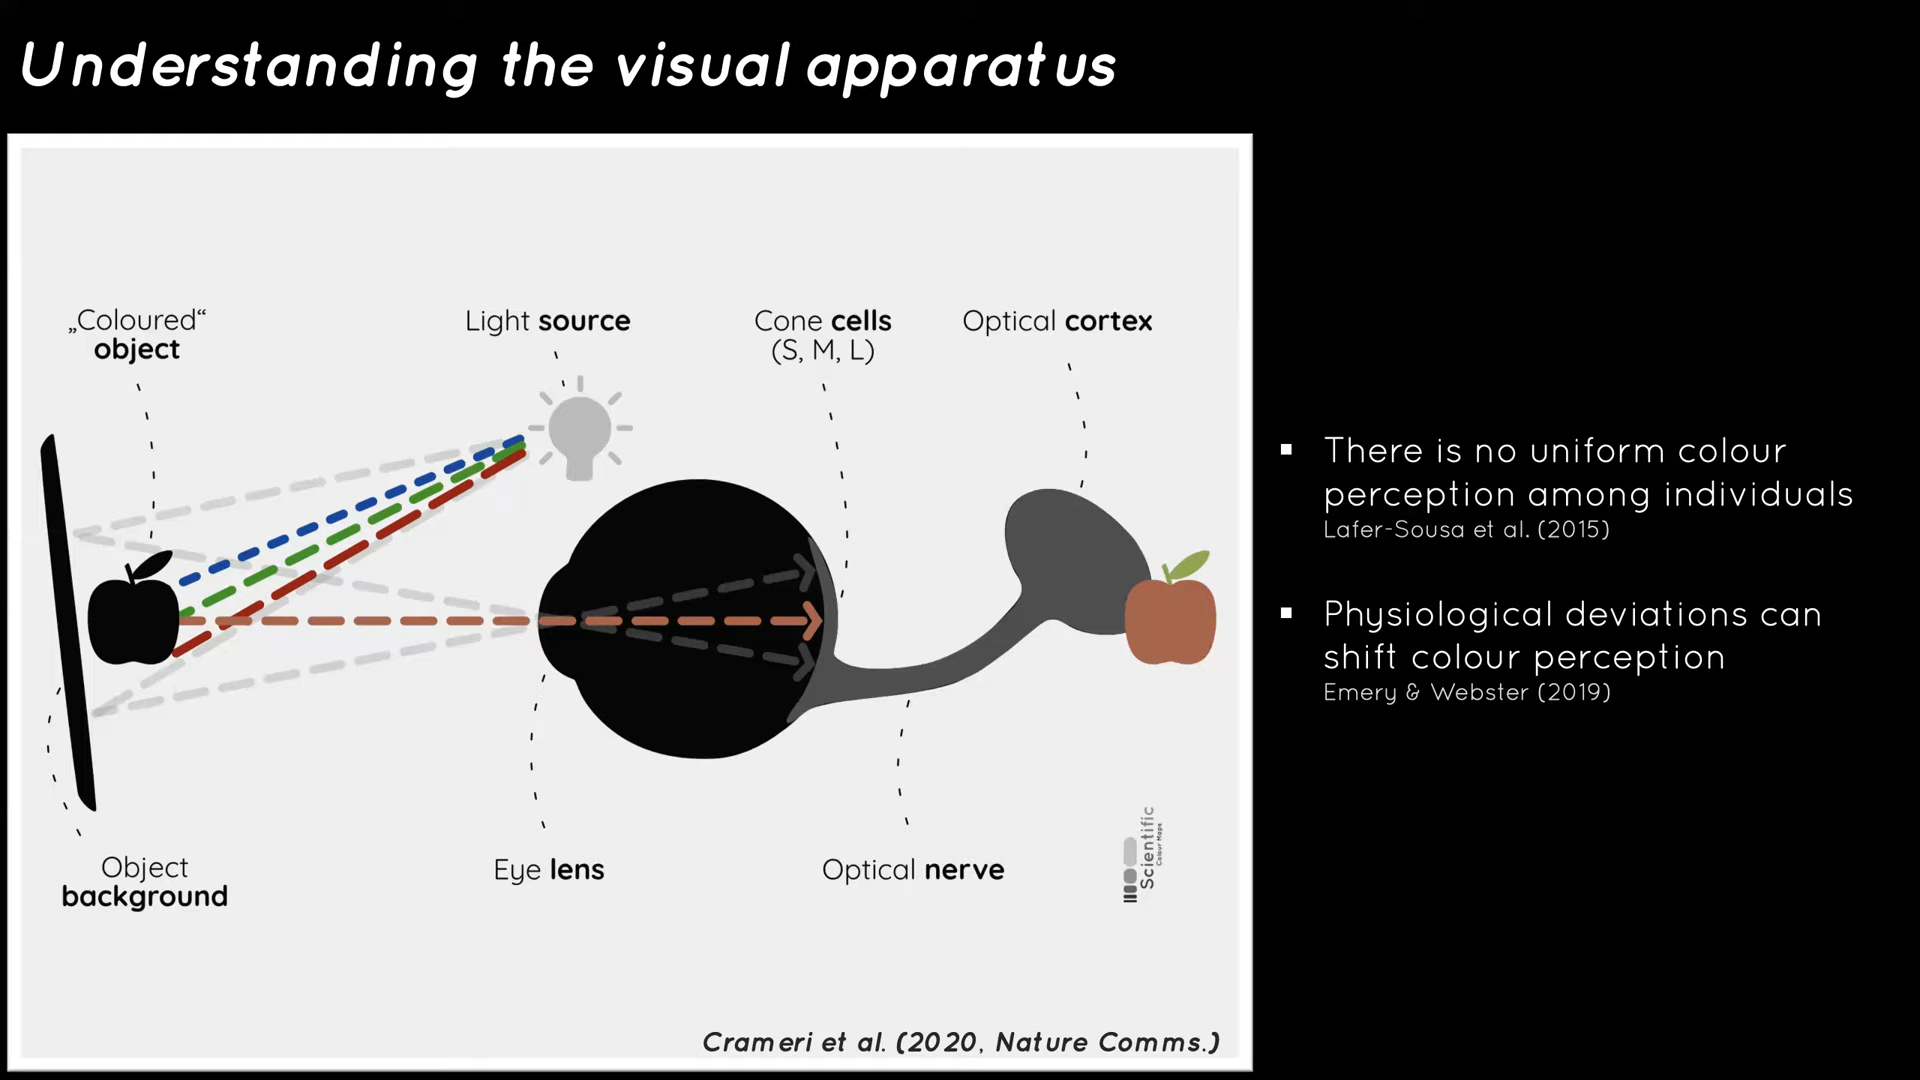 Understanding the visual apparatus
„Coloured“
object
Light source
Cone cells
(S, M, L)
Optical cortex
Object
background
Eye lens
Optical nerve
Scientific
Colour Maps
Crameri et al. (2020, Nature Comms.)
There is no uniform colour
perception among individuals
Lafer-Sousa et al. (2015)
Physiological deviations can
shift colour perception
Emery & Webster (2019)